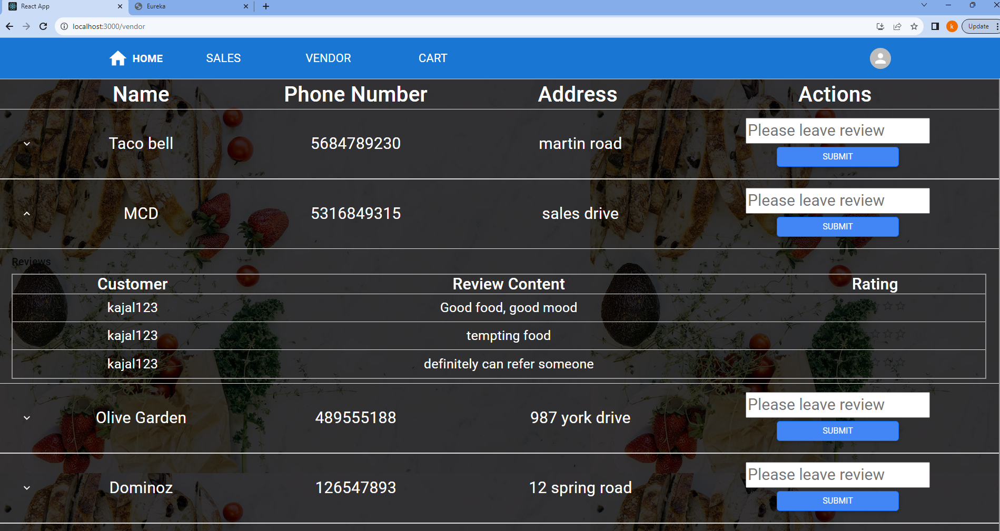 React App
Eureka
localhost:3000/vendor
k
Update
HOME SALES VENDOR CART
Name Phone Number Address Actions
Please leave review
Taco bell 5684789230 martin road
SUBMIT
Please leave review
MCD 5316849315 sales drive
SUBMIT
Reviews
Customer Review Content Rating
kajal123 Good food, good mood
kajal123 tempting food
kajal123 definitely can refer someone
Please leave review
Olive Garden 489555188 987 york drive
SUBMIT
Please leave review
Dominoz 126547893 12 spring road
SUBMIT